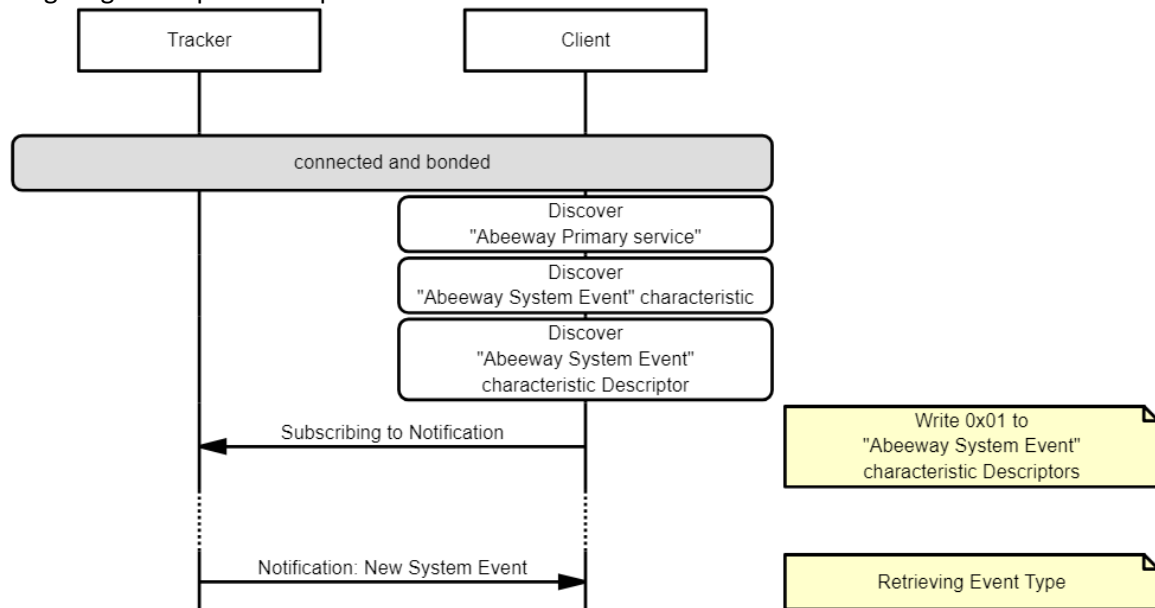 Tracker
Client
connected and bonded
Discover
"Abeeway Primary service"
Discover
"Abeeway System Event" characteristic
Discover
"Abeeway System Event"
characteristic Descriptor
Subscribing to Notification
Write 0x01 to
"Abeeway System Event"
characteristic Descriptors
Notification: New System Event
Retrieving Event Type